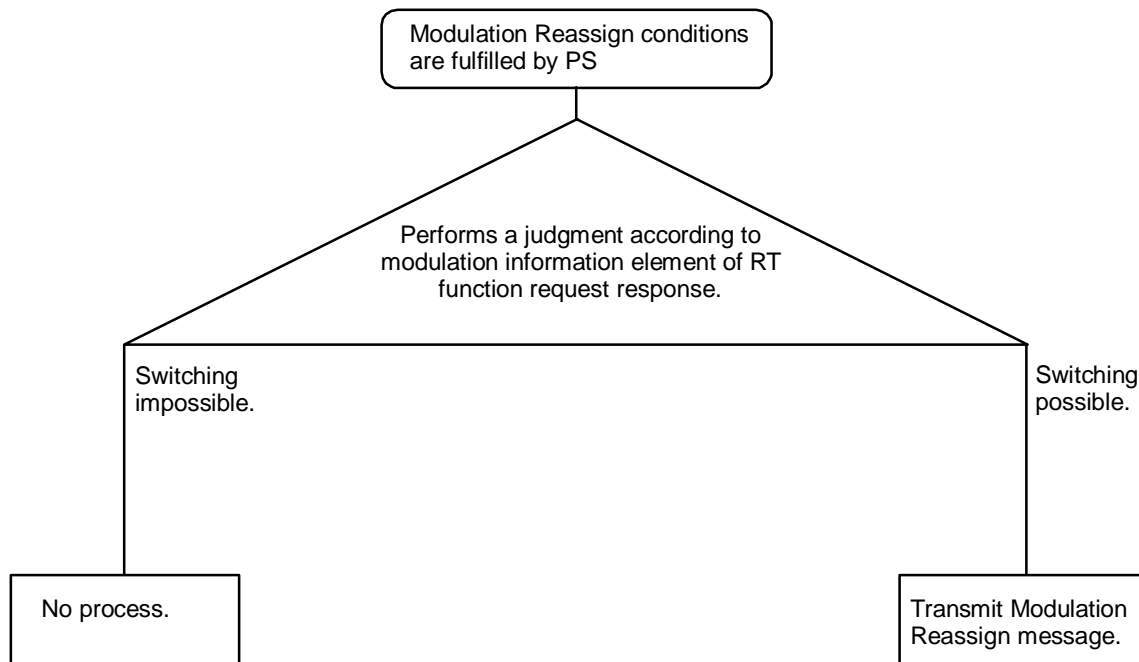 Modulation Reassign conditions
are fulfilled by PS
Performs a judgment according to
modulation information element of RT
function request response.
Switching
impossible.
Switching
possible.
No process.
Transmit Modulation
Reassign message.